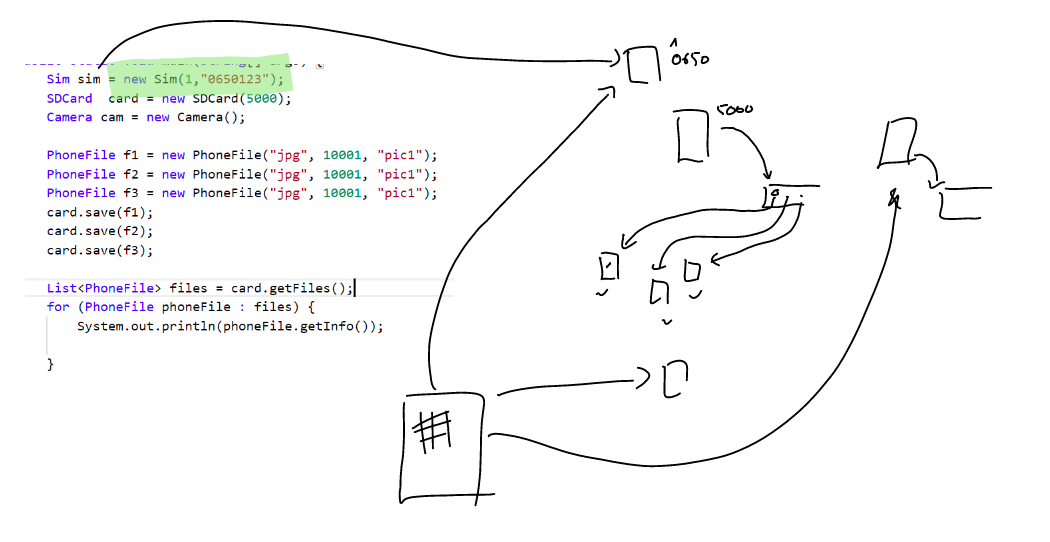 Sim sim = new Sim(1,"0650123");
SDCard  card = new SDCard(5000);
Camera cam = new Camera();
PhoneFile f1 = new PhoneFile("jpg", 10001, "pic1");
PhoneFile f2 = new PhoneFile("jpg", 10001, "pic1");
PhoneFile f3 = new PhoneFile("jpg", 10001, "pic1");
card.save(f1);
card.save(f2);
card.save(f3);
List<PhoneFile> files = card.getFiles();
for (PhoneFile phoneFile : files) {
System.out.println(phoneFile.getInfo());
}
0650
5000